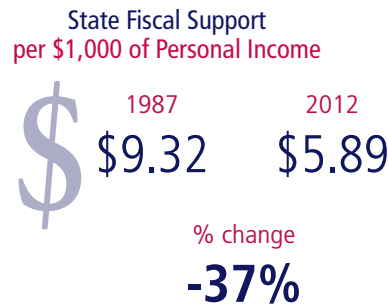 State Fiscal Support
per $1,000 of Personal Income
$
1987 2012
$9.32 $5.89
% change
-37%